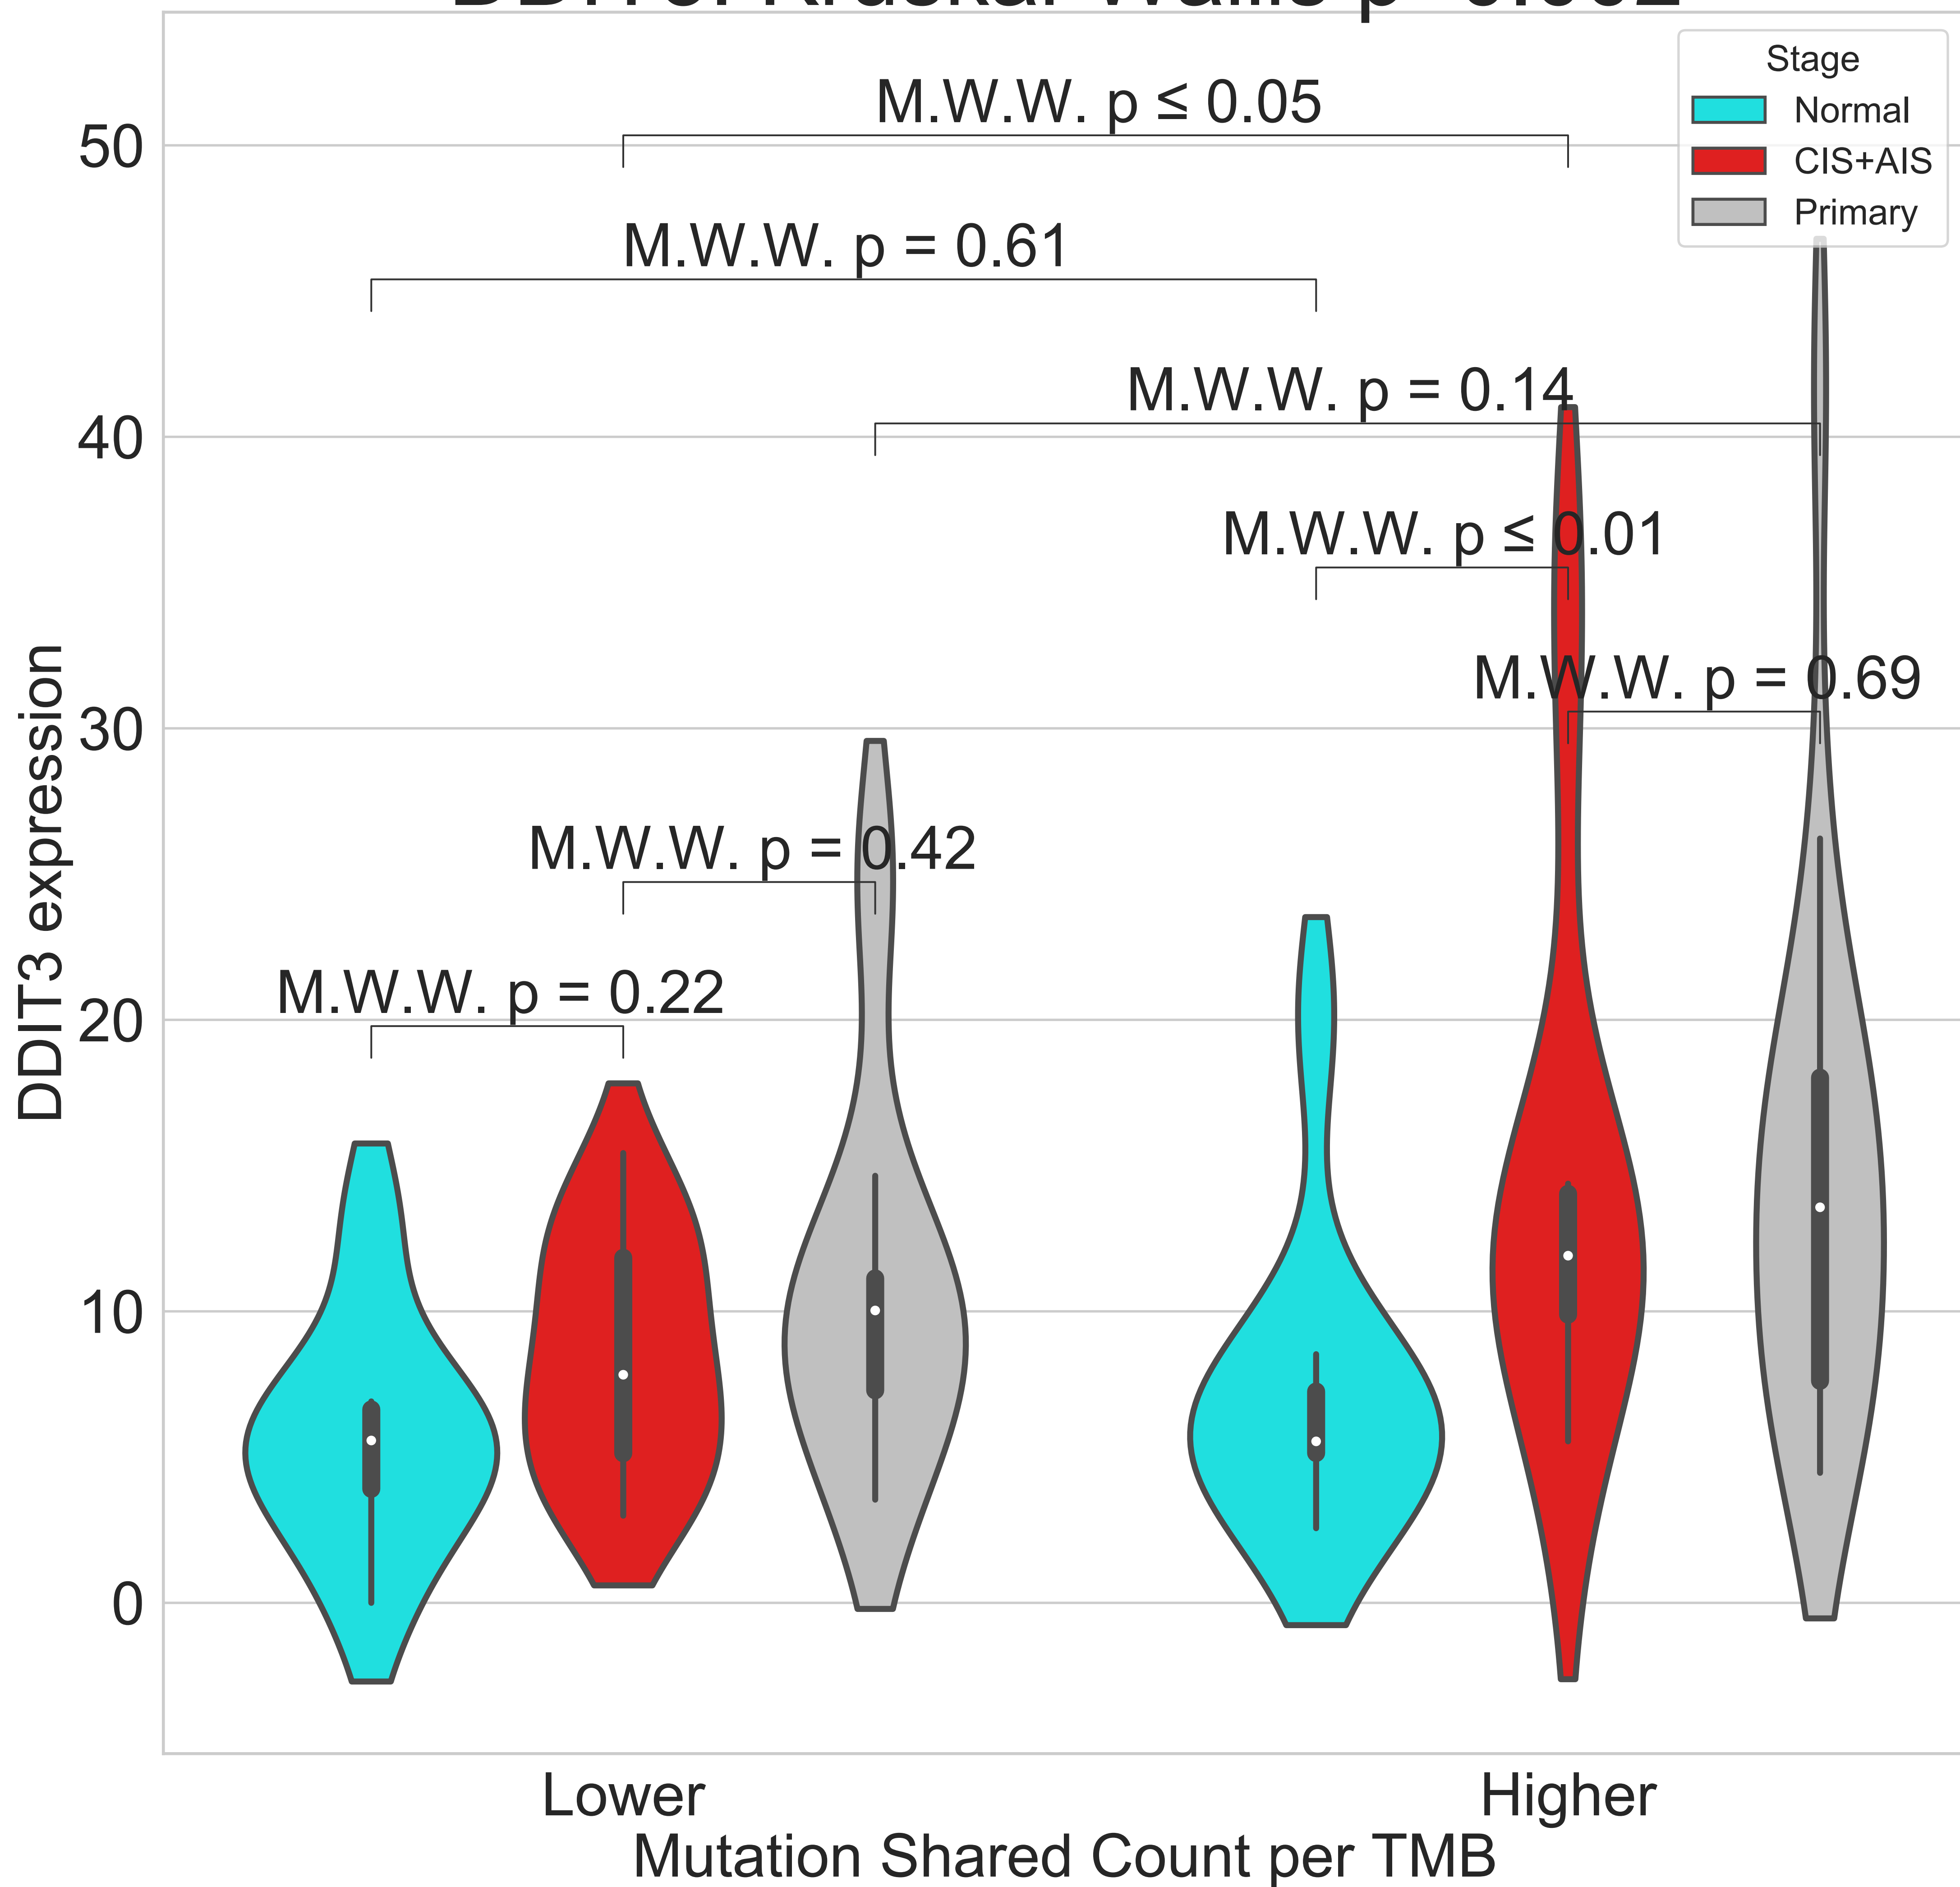 Stage
Normal
CIS+AIS
Primary
M.W.W. p ≤ 0.05
M.W.W. p = 0.61
M.W.W. p = 0.14
M.W.W. p ≤ 0.01
M.W.W. p = 0.69
M.W.W. p = 0.42
M.W.W. p = 0.22
50
40
30
20
10
0
DDIT3 expression
Lower
Higher
Mutation Shared Count per TMB